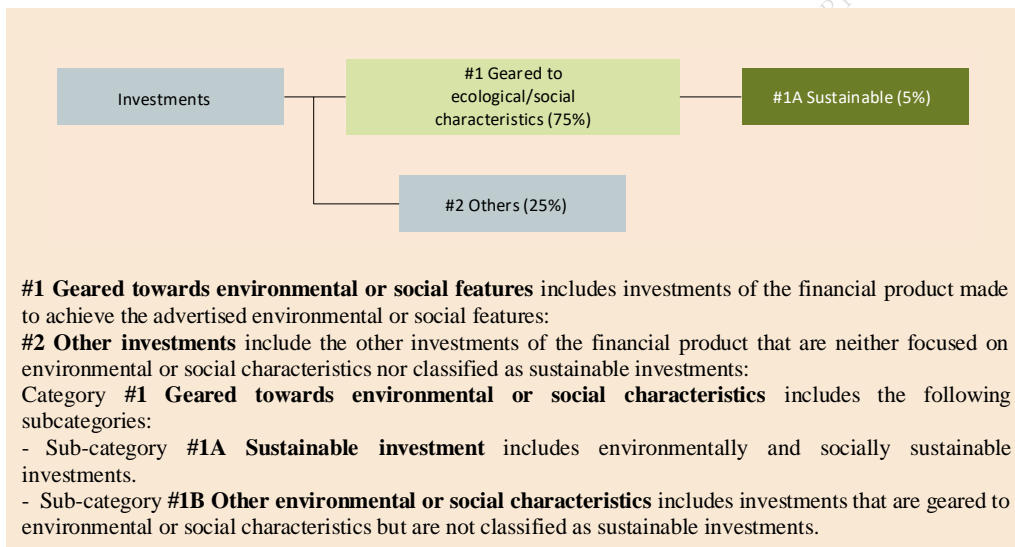 #1 Geared to
ecological/social
characteristics (75%)
Investments
#1A Sustainable (5%)
#2 Others (25%)
#1 Geared towards environmental or social features includes investments of the financial product made
to achieve the advertised environmental or social features:
#2 Other investments include the other investments of the financial product that are neither focused on
environmental or social characteristics nor classified as sustainable investments:
Category #1 Geared towards environmental or social characteristics includes the following
subcategories:
- Sub-category #1A Sustainable investment includes environmentally and socially sustainable
investments.
- Sub-category #1B Other environmental or social characteristics includes investments that are geared to
environmental or social characteristics but are not classified as sustainable investments.